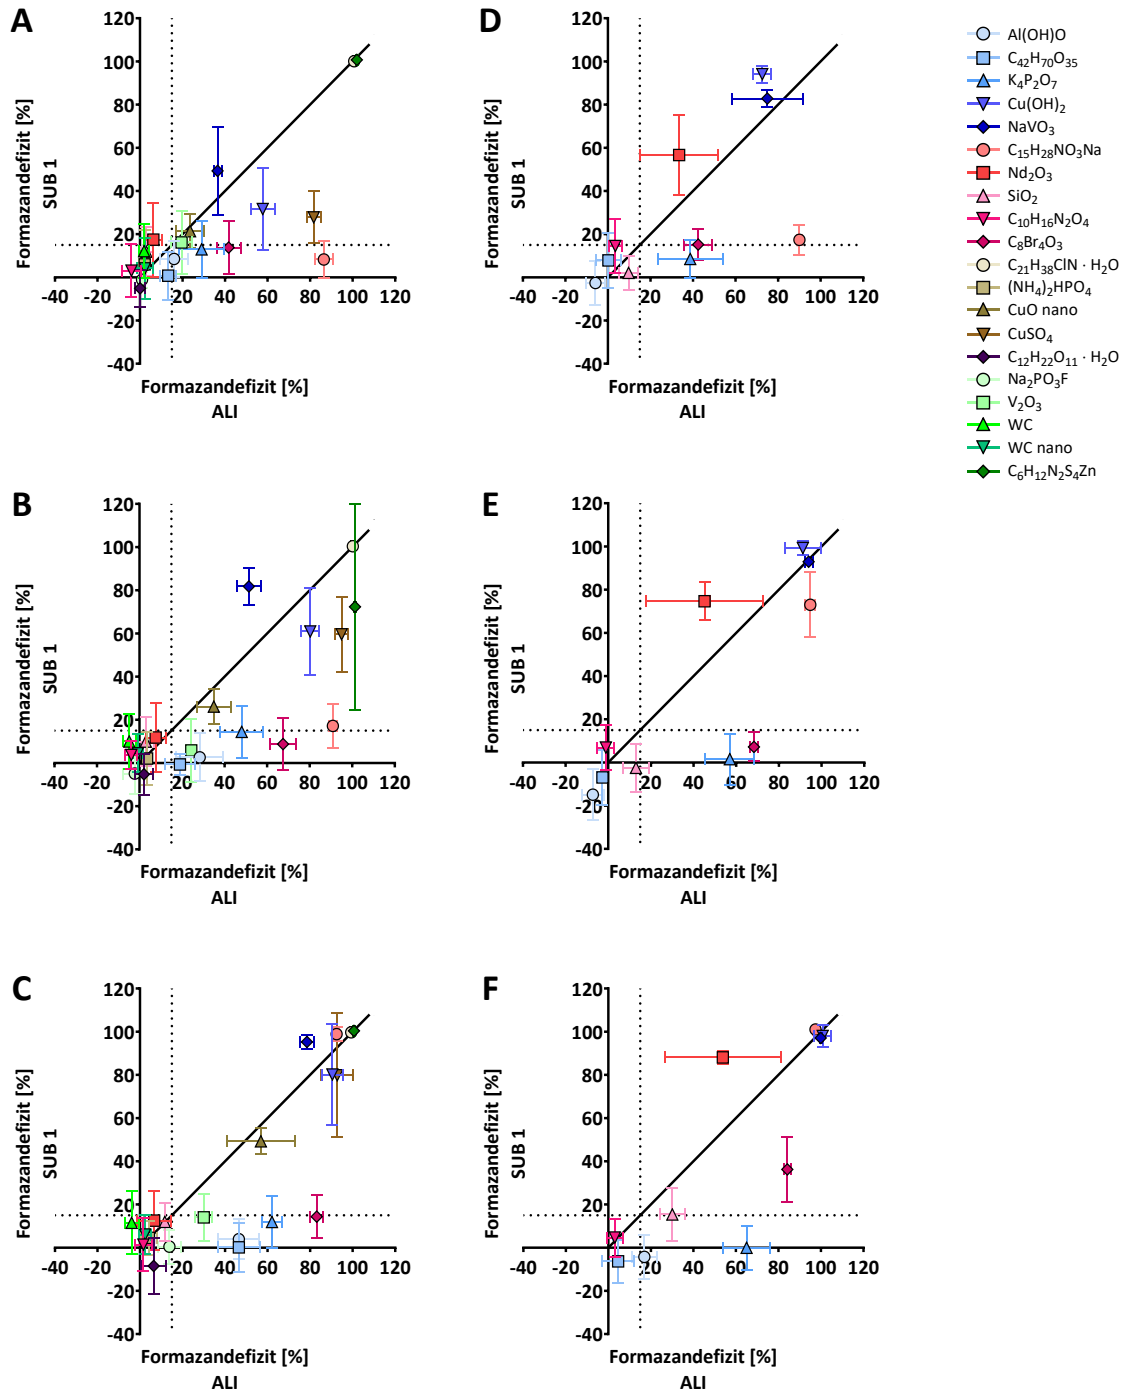 A
Formazandefizit [%]
SUB 1
120
100
80
60
40
20
-40 -20 20 40 60 80 100 120
-20
-40
Formazandefizit [%]
ALI
D
Formazandefizit [%]
SUB 1
120
100
80
60
40
20
-40 -20 20 40 60 80 100 120
-20
-40
Formazandefizit [%]
ALI
Al(OH)O
C₄₂H₇₀O₃₅
K₄P₂O₇
Cu(OH)₂
NaVO₃
C₁₅H₂₈NO₃Na
Nd₂O₃
SiO₂
C₁₀H₁₆N₂O₄
C₈Br₄O₃
C₂₁H₃₈ClN · H₂O
(NH₄)₂HPO₄
CuO nano
CuSO₄
C₁₂H₂₂O₁₁ · H₂O
Na₂PO₃F
V₂O₃
WC
WC nano
C₆H₁₂N₂S₄Zn
B
Formazandefizit [%]
SUB 1
120
100
80
60
40
20
-40 -20 20 40 60 80 100 120
-20
-40
Formazandefizit [%]
ALI
E
Formazandefizit [%]
SUB 1
120
100
80
60
40
20
-40 -20 20 40 60 80 100 120
-20
-40
Formazandefizit [%]
ALI
C
Formazandefizit [%]
SUB 1
120
100
80
60
40
20
-40 -20 20 40 60 80 100 120
-20
-40
Formazandefizit [%]
ALI
F
Formazandefizit [%]
SUB 1
120
100
80
60
40
20
-40 -20 20 40 60 80 100 120
-20
-40
Formazandefizit [%]
ALI